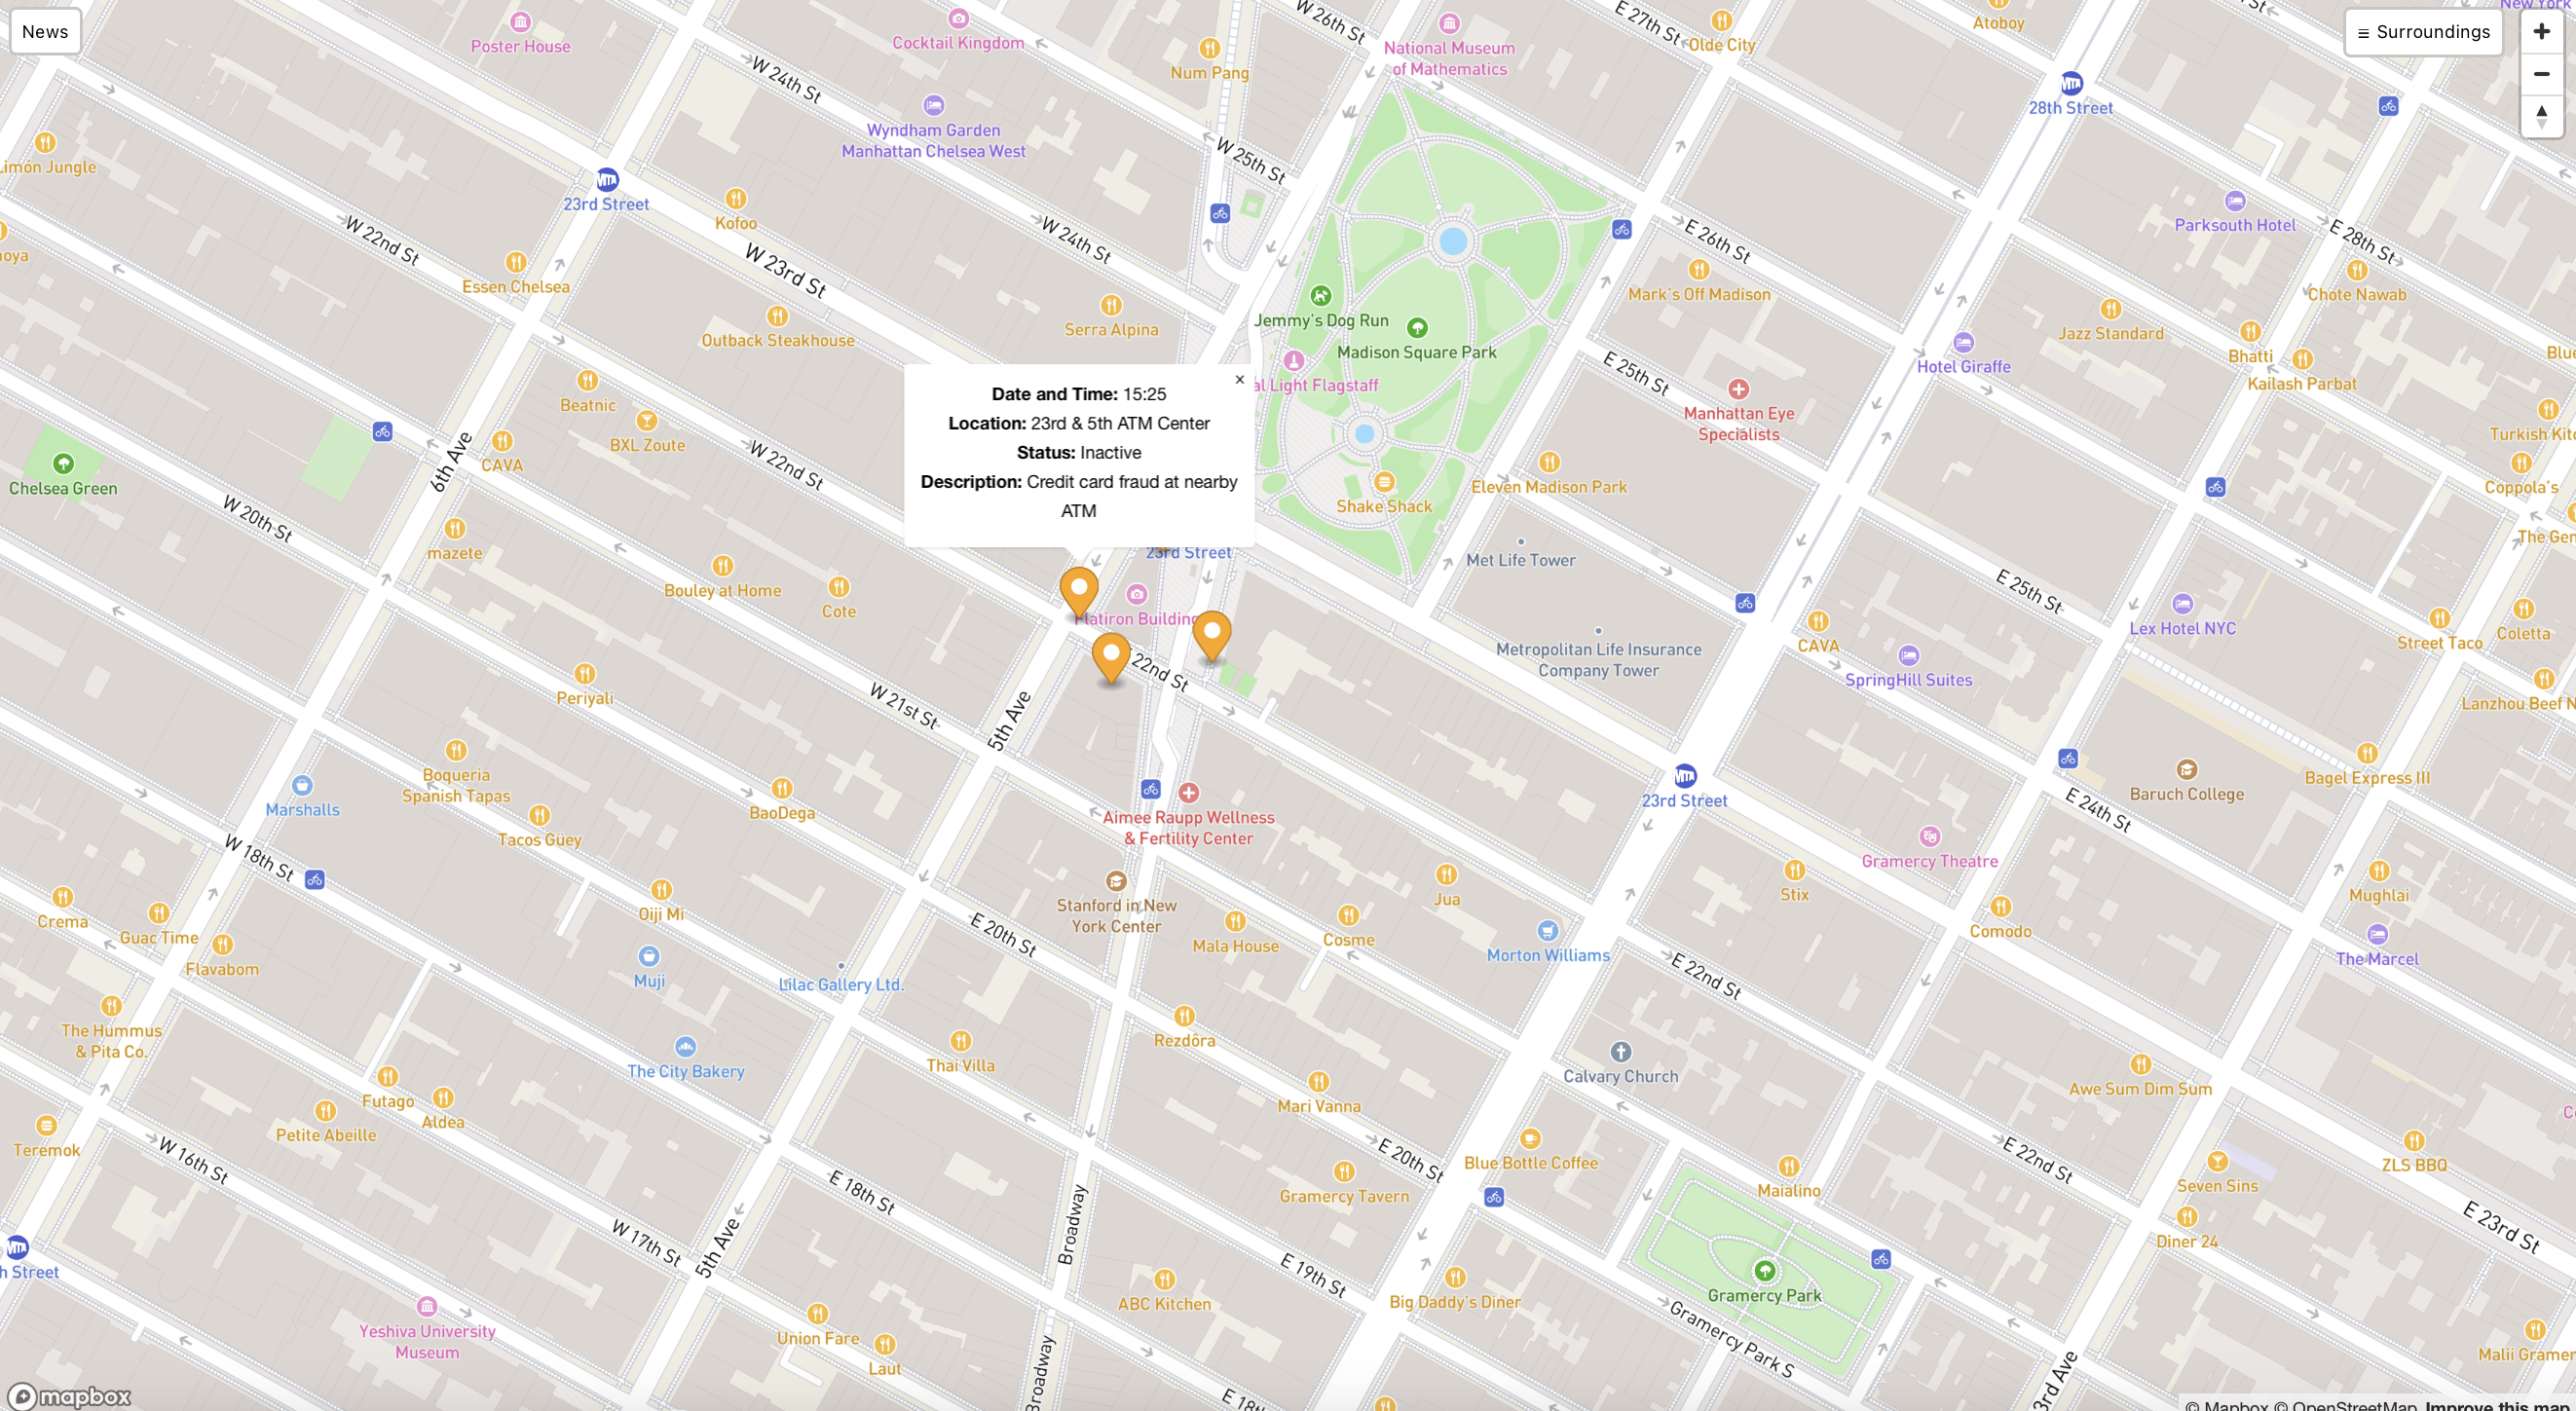 News
≡ Surroundings
Poster House
Cocktail Kingdom
Num Pang
W 26th St
National Museum
of Mathematics
E 27th St
Olde City
Atoboy
28th Street
W 24th St
Wyndham Garden
Manhattan Chelsea West
W 25th St
Limón Jungle
23rd Street
Kofoo
W 22nd St
W 23rd St
W 24th St
E 26th St
Parksouth Hotel
E 28th St
Essen Chelsea
Outback Steakhouse
Serra Alpina
Jemmy's Dog Run
Madison Square Park
Mark's Off Madison
Chote Nawab
Jazz Standard
Hotel Giraffe
Bhatti
Kailash Parbat
Date and Time: 15:25
Location: 23rd & 5th ATM Center
Status: Inactive
Description: Credit card fraud at nearby
ATM
×
al Light Flagstaff
E 25th St
Manhattan Eye
Specialists
Beatnic
BXL Zoute
CAVA
W 22nd St
6th Ave
Chelsea Green
W 20th St
Shake Shack
Eleven Madison Park
Turkish Kit
Coppola's
The Gen
mazete
Bouley at Home
Cote
23rd Street
Flatiron Building
22nd St
Met Life Tower
Metropolitan Life Insurance
Company Tower
CAVA
SpringHill Suites
E 25th St
Lex Hotel NYC
Street Taco
Coletta
Lanzhou Beef N
Periyali
W 21st St
5th Ave
Boqueria
Spanish Tapas
Marshalls
Tacos Güey
BaoDega
Aimee Raupp Wellness
& Fertility Center
23rd Street
Baruch College
Bagel Express III
E 24th St
Gramercy Theatre
W 18th St
Crema
Guac Time
Flavabom
Oiji Mi
Muji
Lilac Gallery Ltd.
E 20th St
Stanford in New
York Center
Mala House
Cosme
Jua
Morton Williams
Stix
Comodo
Mughlai
The Marcel
E 22nd St
The Hummus
& Pita Co.
The City Bakery
Thai Villa
Rezdôra
Mari Vanna
Calvary Church
Awe Sum Dim Sum
Teremok
Futago
Aldea
Petite Abeille
W 16th St
E 18th St
Broadway
E 20th St
Gramercy Tavern
Blue Bottle Coffee
Maialino
E 22nd St
Seven Sins
ZLS BBQ
Diner 24
E 23rd St
h Street
W 17th St
5th Ave
E 19th St
ABC Kitchen
Big Daddy's Diner
Gramercy Park
Gramercy Park S
Yeshiva University
Museum
Union Fare
Laut
Broadway
E 18th
3rd Ave
Malii Gramer
mapbox
© Mapbox © OpenStreetMap Improve this map